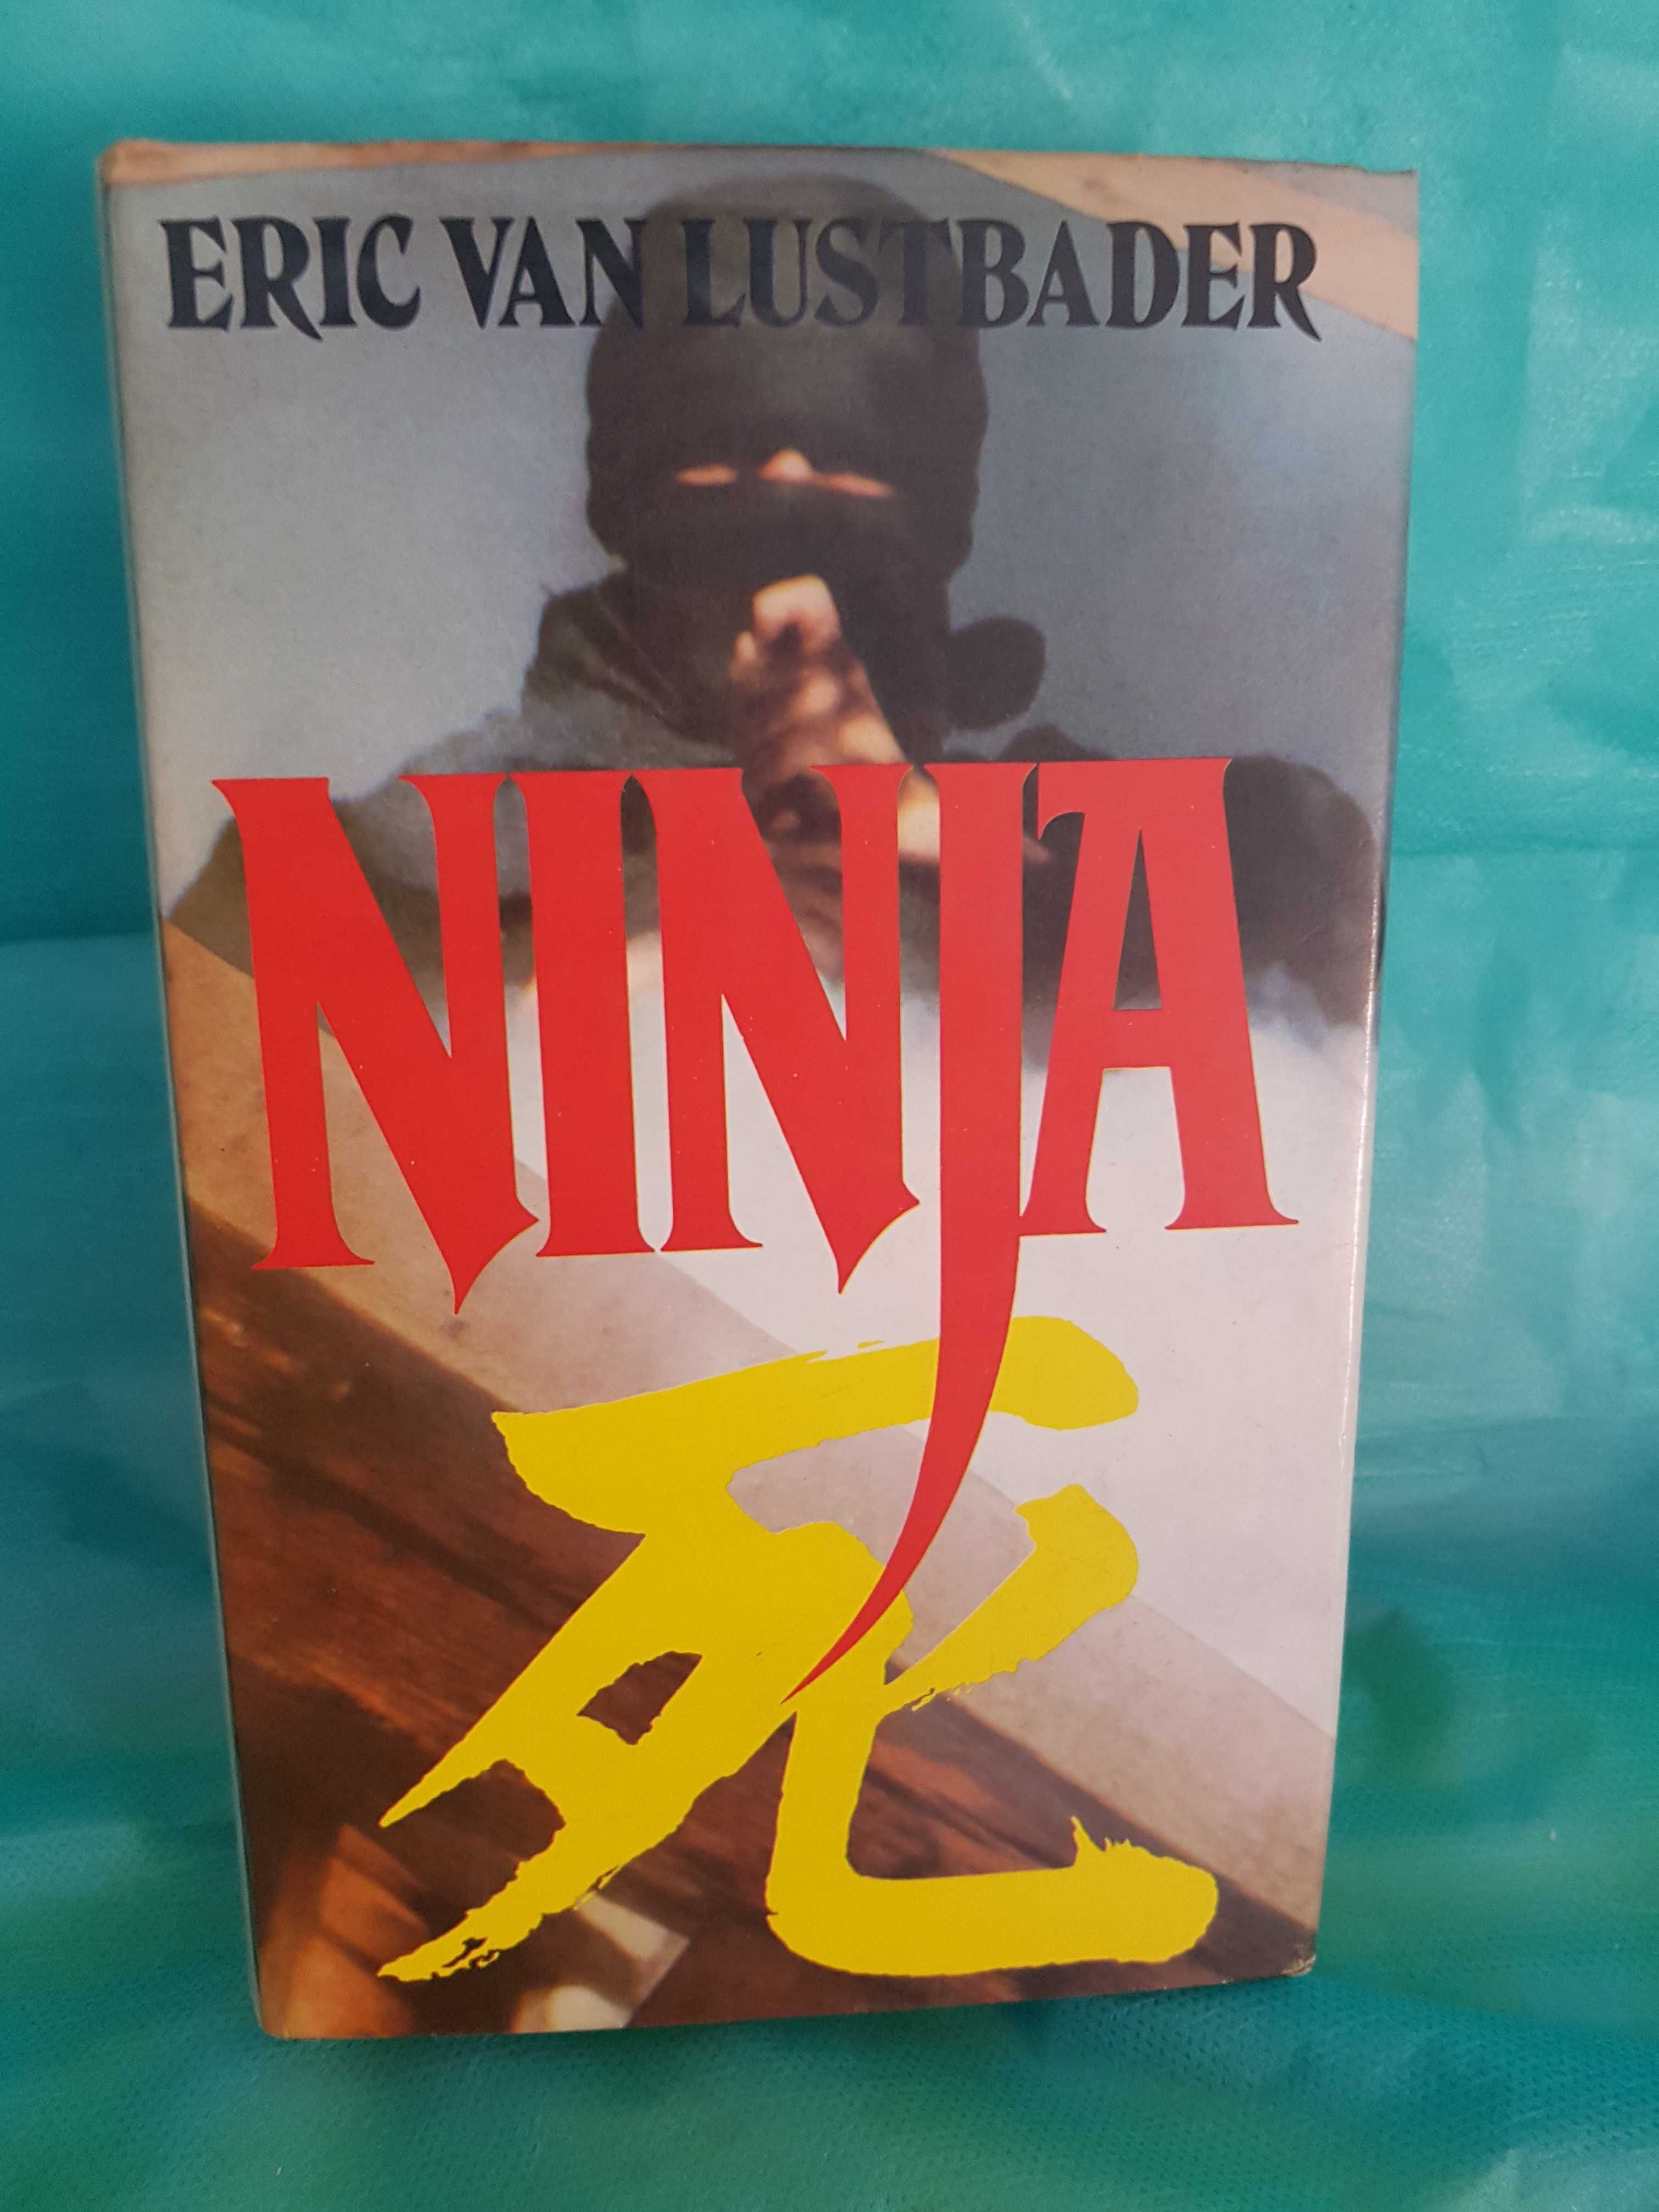 ERIC VAN LUSTBADER
NINJA
死